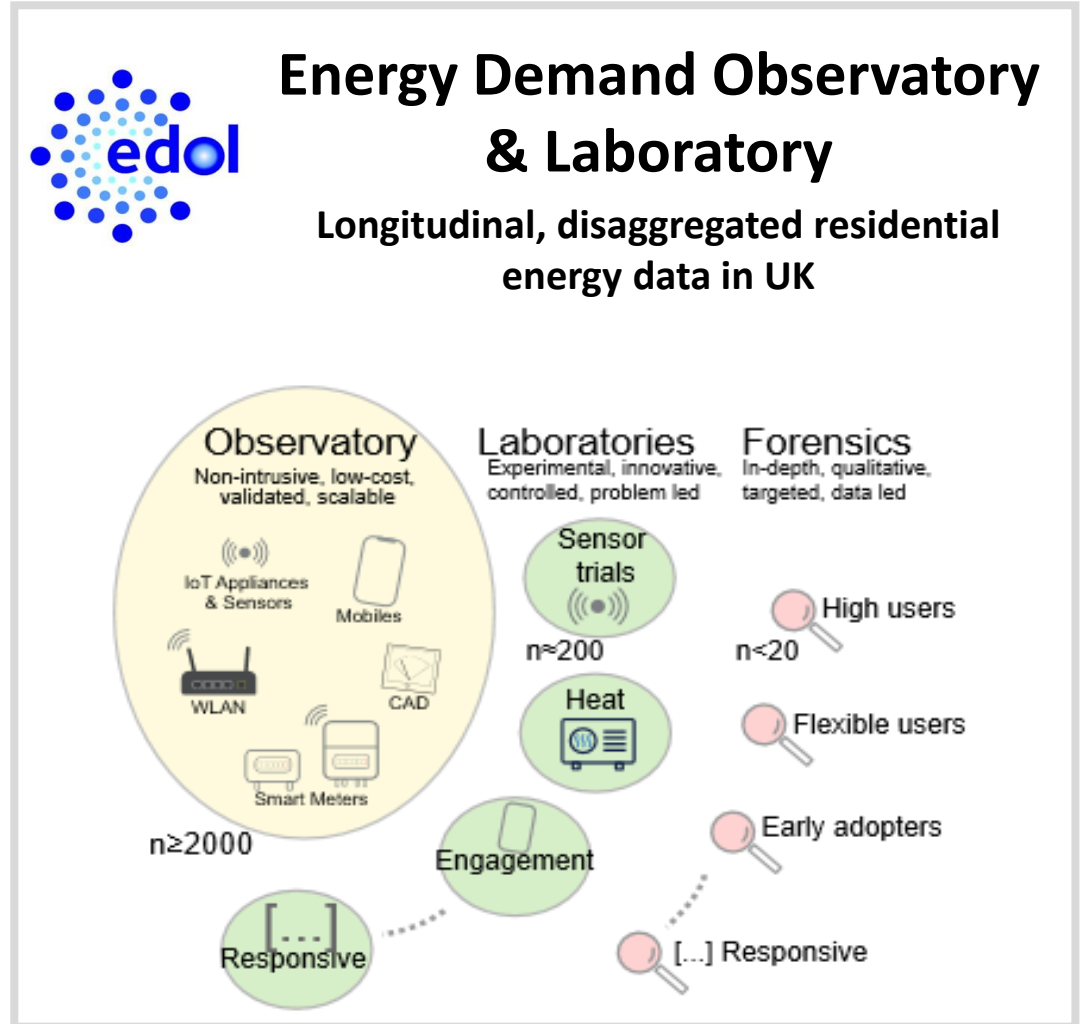 edol
Energy Demand Observatory
& Laboratory
Longitudinal, disaggregated residential
energy data in UK
Observatory
Non-intrusive, low-cost,
validated, scalable
IoT Appliances
& Sensors
Mobiles
WLAN
CAD
Smart Meters
n≥2000
Laboratories
Experimental, innovative,
controlled, problem led
Sensor
trials
n≈200
Heat
Engagement
[...]
Responsive
Forensics
In-depth, qualitative,
targeted, data led
High users
n<20
Flexible users
Early adopters
[...] Responsive